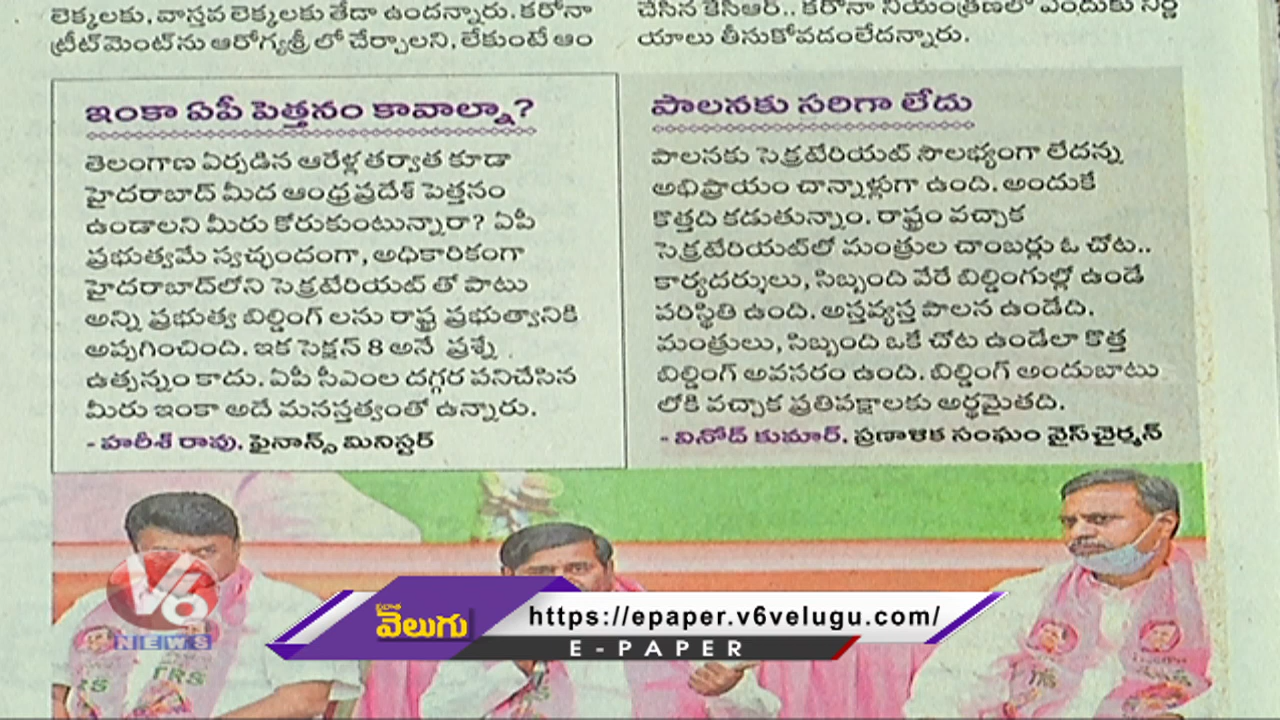 లెక్కలకు, వాస్తవ లెక్కలకు తేడా ఉందన్నారు. కరోనా
ట్రీట్‌మెంట్‌ను ఆరోగ్యశ్రీ లో చేర్చాలని, లేకుంటే ఆం
చేసిన కేసీఆర్.. కరోనా నియంత్రణలో ఎందుకు నిర్ణ
యాలు తీసుకోవడంలేదన్నారు.
ఇంకా ఏపీ పెత్తనం కావాల్నా?
తెలంగాణ ఏర్పడిన ఆరేళ్ల తర్వాత కూడా
హైదరాబాద్ మీద ఆంధ్రప్రదేశ్ పెత్తనం
ఉండాలని మీరు కోరుకుంటున్నారా? ఏపీ
ప్రభుత్వమే స్వచ్ఛందంగా, అధికారికంగా
హైదరాబాద్‌లోని సెక్రటేరియట్ తో పాటు
అన్ని ప్రభుత్వ బిల్డింగ్ లను రాష్ట్ర ప్రభుత్వానికి
అప్పగించింది. ఇక సెక్షన్ 8 అనే ప్రశ్నే
ఉత్పన్నం కాదు. ఏపీ సీఎంల దగ్గర పనిచేసిన
మీరు ఇంకా అదే మనస్తత్వంతో ఉన్నారు.
- హరీశ్ రావు, ఫైనాన్స్ మినిస్టర్
పాలనకు సరిగా లేదు
పాలనకు సెక్రటేరియట్ సౌలభ్యంగా లేదన్న
అభిప్రాయం చాన్నాళ్లుగా ఉంది. అందుకే
కొత్తది కడుతున్నాం. రాష్ట్రం వచ్చాక
సెక్రటేరియట్‌లో మంత్రుల చాంబర్లు ఓ చోట..
కార్యదర్శులు, సిబ్బంది వేరే బిల్డింగుల్లో ఉండే
పరిస్థితి ఉంది. అస్తవ్యస్త పాలన ఉండేది.
మంత్రులు, సిబ్బంది ఒకే చోట ఉండేలా కొత్త
బిల్డింగ్ అవసరం ఉంది. బిల్డింగ్ అందుబాటు
లోకి వచ్చాక ప్రతిపక్షాలకు అర్థమైతది.
- వినోద్ కుమార్, ప్రణాళిక సంఘం వైస్‌చైర్మన్
V6
NEWS
TRS
వెలుగు
https://epaper.v6velugu.com/
E-PAPER